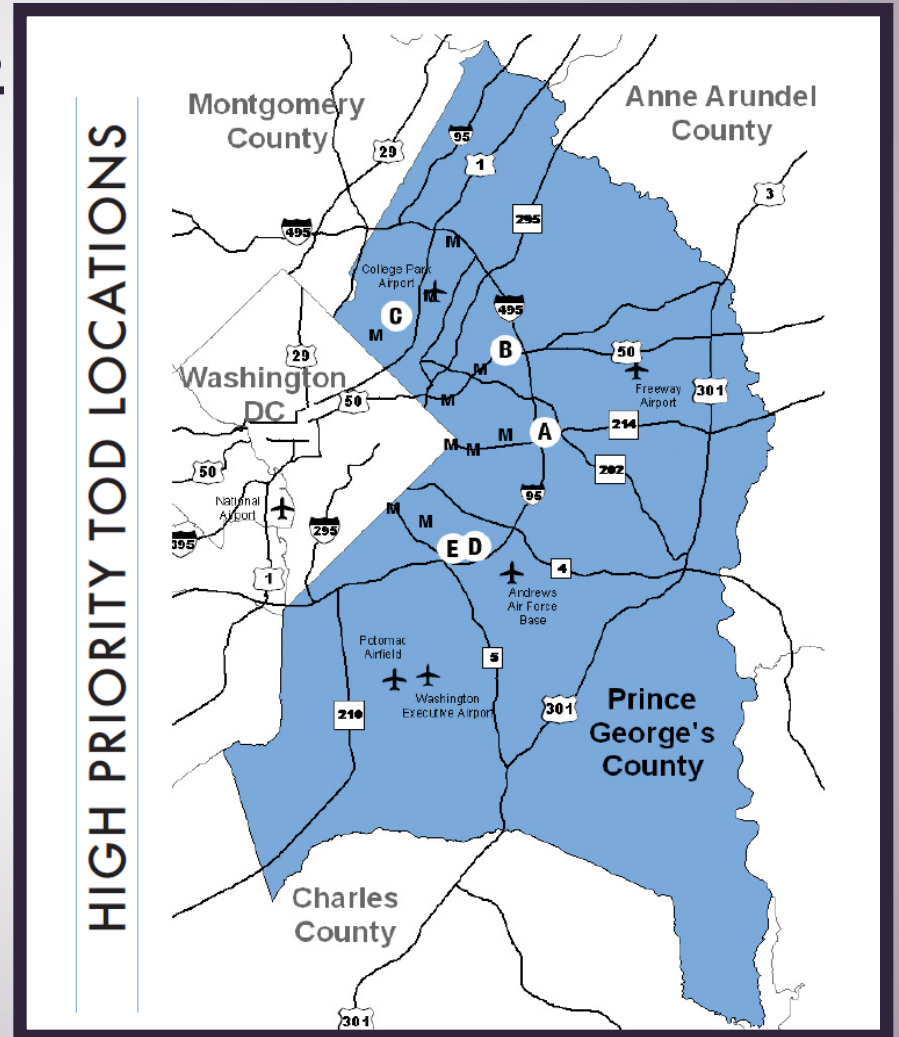 HIGH PRIORITY TOD LOCATIONS
Montgomery
County
Anne Arundel
County
29
95
1
3
295
495
College Park
Airport
M
M
C
495
M
B
50
29
M
Freeway
Airport
301
Washington
DC
50
M
214
A
M
M
M
202
50
National
Airport
95
M
M
295
395
E
D
4
1
Andrews
Air Force
Base
Potomac
Airfield
5
Washington
Executive Airport
210
301
Prince
George's
County
Charles
County
301